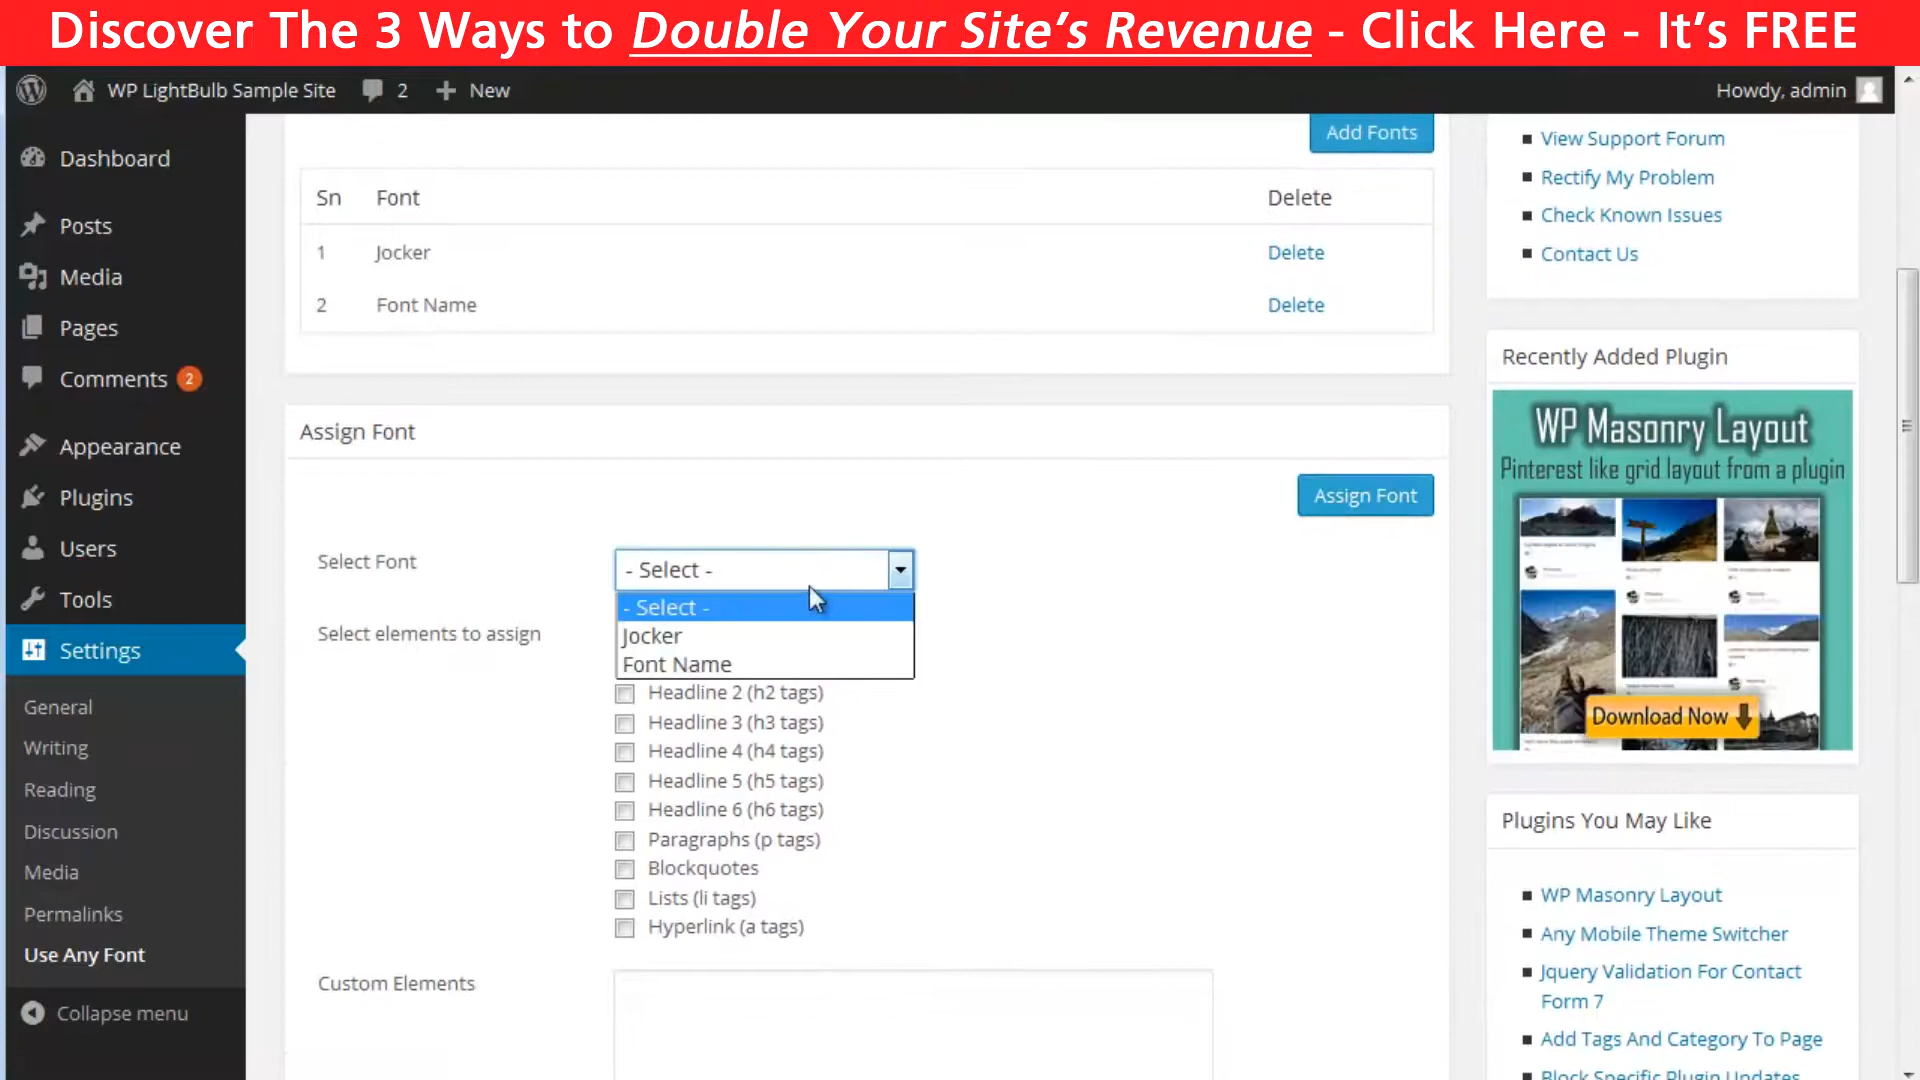 Discover The 3 Ways to Double Your Site's Revenue - Click Here - It's FREE
WP LightBulb Sample Site 2 New Howdy, admin
Dashboard
Posts
Media
Pages
Comments 2
Appearance
Plugins
Users
Tools
Settings
General
Writing
Reading
Discussion
Media
Permalinks
Use Any Font
Collapse menu
Add Fonts
Sn Font Delete
1 Jocker Delete
2 Font Name Delete
Assign Font
Assign Font
Select Font
- Select -
- Select -
Jocker
Font Name
Select elements to assign
Headline 2 (h2 tags)
Headline 3 (h3 tags)
Headline 4 (h4 tags)
Headline 5 (h5 tags)
Headline 6 (h6 tags)
Paragraphs (p tags)
Blockquotes
Lists (li tags)
Hyperlink (a tags)
Custom Elements
View Support Forum
Rectify My Problem
Check Known Issues
Contact Us
Recently Added Plugin
WP Masonry Layout
Pinterest like grid layout from a plugin
Download Now
Plugins You May Like
WP Masonry Layout
Any Mobile Theme Switcher
Jquery Validation For Contact
Form 7
Add Tags And Category To Page
Block Specific Plugin Updates